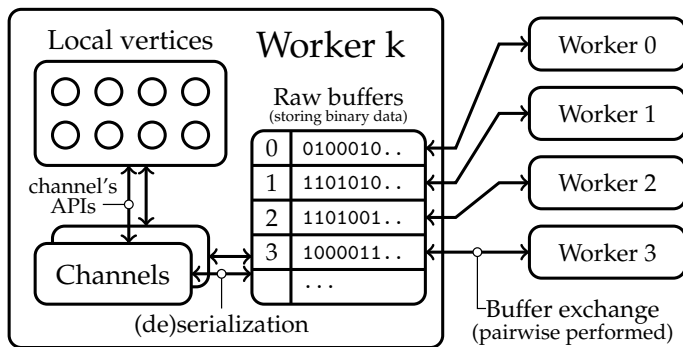 Local vertices
Worker k
Raw buffers
(storing binary data)
0 0100010..
1 1101010..
2 1101001..
3 1000011..
...
channel's
APIs
Channels
(de)serialization
Worker 0
Worker 1
Worker 2
Worker 3
Buffer exchange
(pairwise performed)